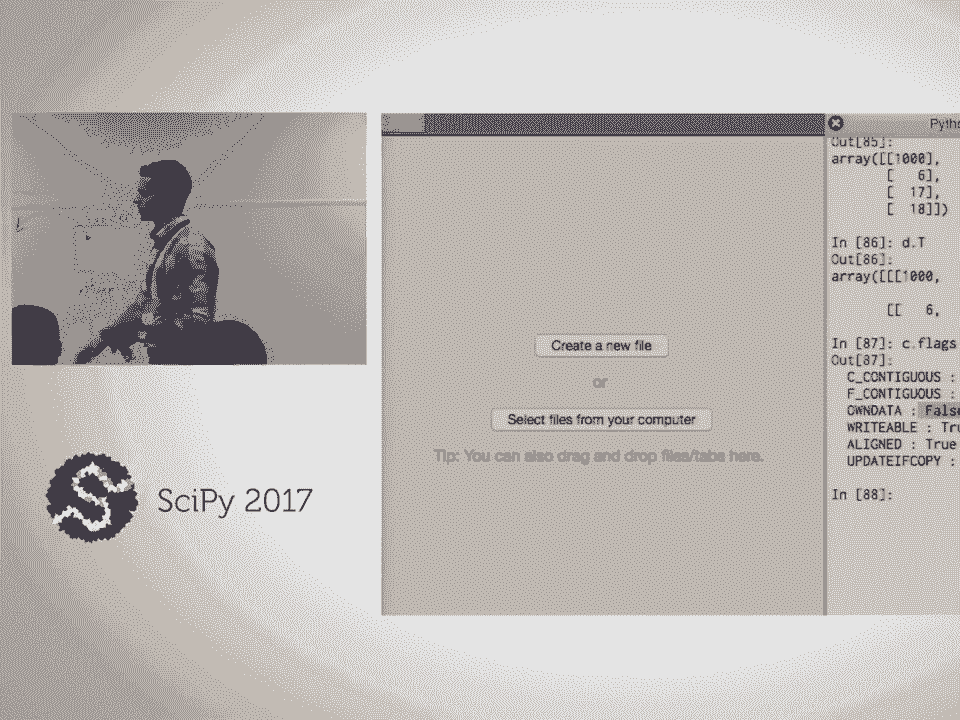 SciPy 2017
Create a new file
or
Select files from your computer
Tip: You can also drag and drop files/tabs here.
Out[85]:
array([[1000],
[   6],
[  17],
[  18]])
In [86]: d.T
Out[86]:
array([[[1000,
[[   6,
In [87]: c.flags
Out[87]:
C_CONTIGUOUS :
F_CONTIGUOUS :
OWNDATA : False
WRITEABLE : Tru
ALIGNED : True
UPDATEIFCOPY :
In [88]: